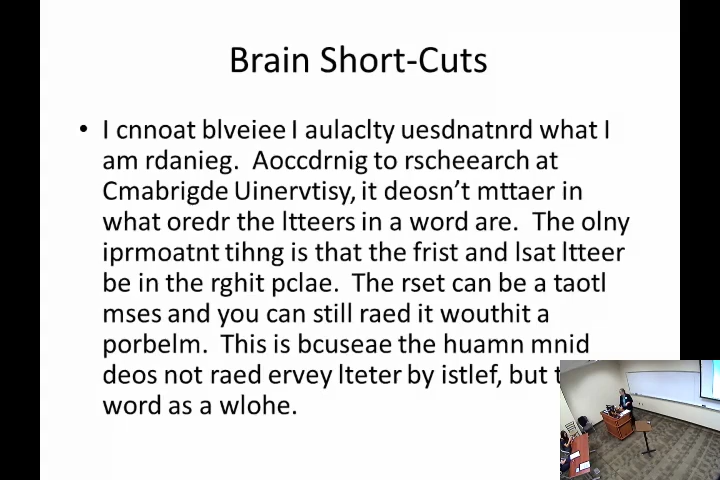 Brain Short-Cuts
• I cnnoat blveiee I aulaclty uesdnatnrd what I
am rdanieg. Aoccdrnig to rscheearch at
Cmabrigde Uinervtisy, it deosn't mttaer in
what oredr the ltteers in a word are. The olny
iprmoatnt tihng is that the frist and lsat ltteer
be in the rghit pclae. The rset can be a taotl
mses and you can still raed it wouthit a
porbelm. This is bcuseae the huamn mnid
deos not raed ervey lteter by istlef, but
word as a wlohe.